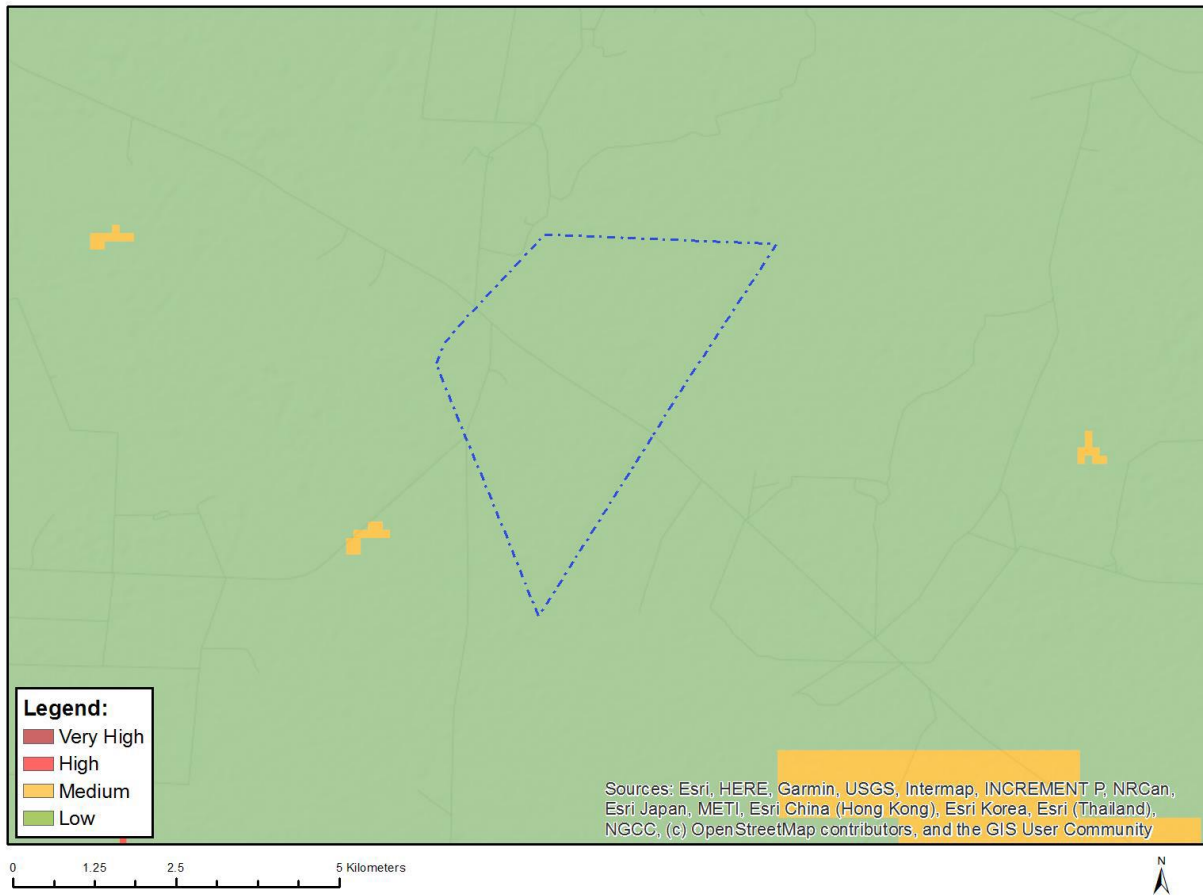 Legend:
Very High
High
Medium
Low
Sources: Esri, HERE, Garmin, USGS, Intermap, INCREMENT P, NRCan,
Esri Japan, METI, Esri China (Hong Kong), Esri Korea, Esri (Thailand),
NGCC, (c) OpenStreetMap contributors, and the GIS User Community
0 1.25 2.5 5 Kilometers
N